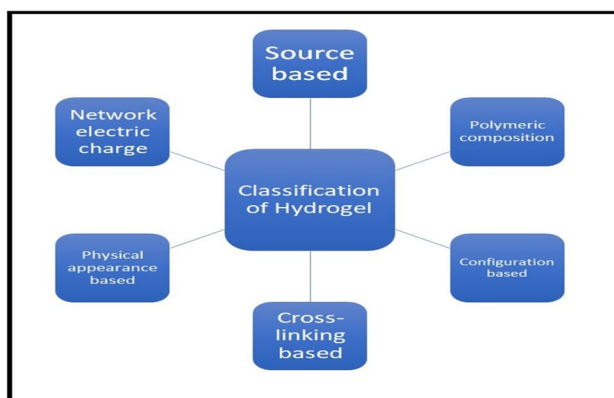 Source
based
Network
electric
charge
Polymeric
composition
Classification
of Hydrogel
Physical
appearance
based
Configuration
based
Cross-
linking
based